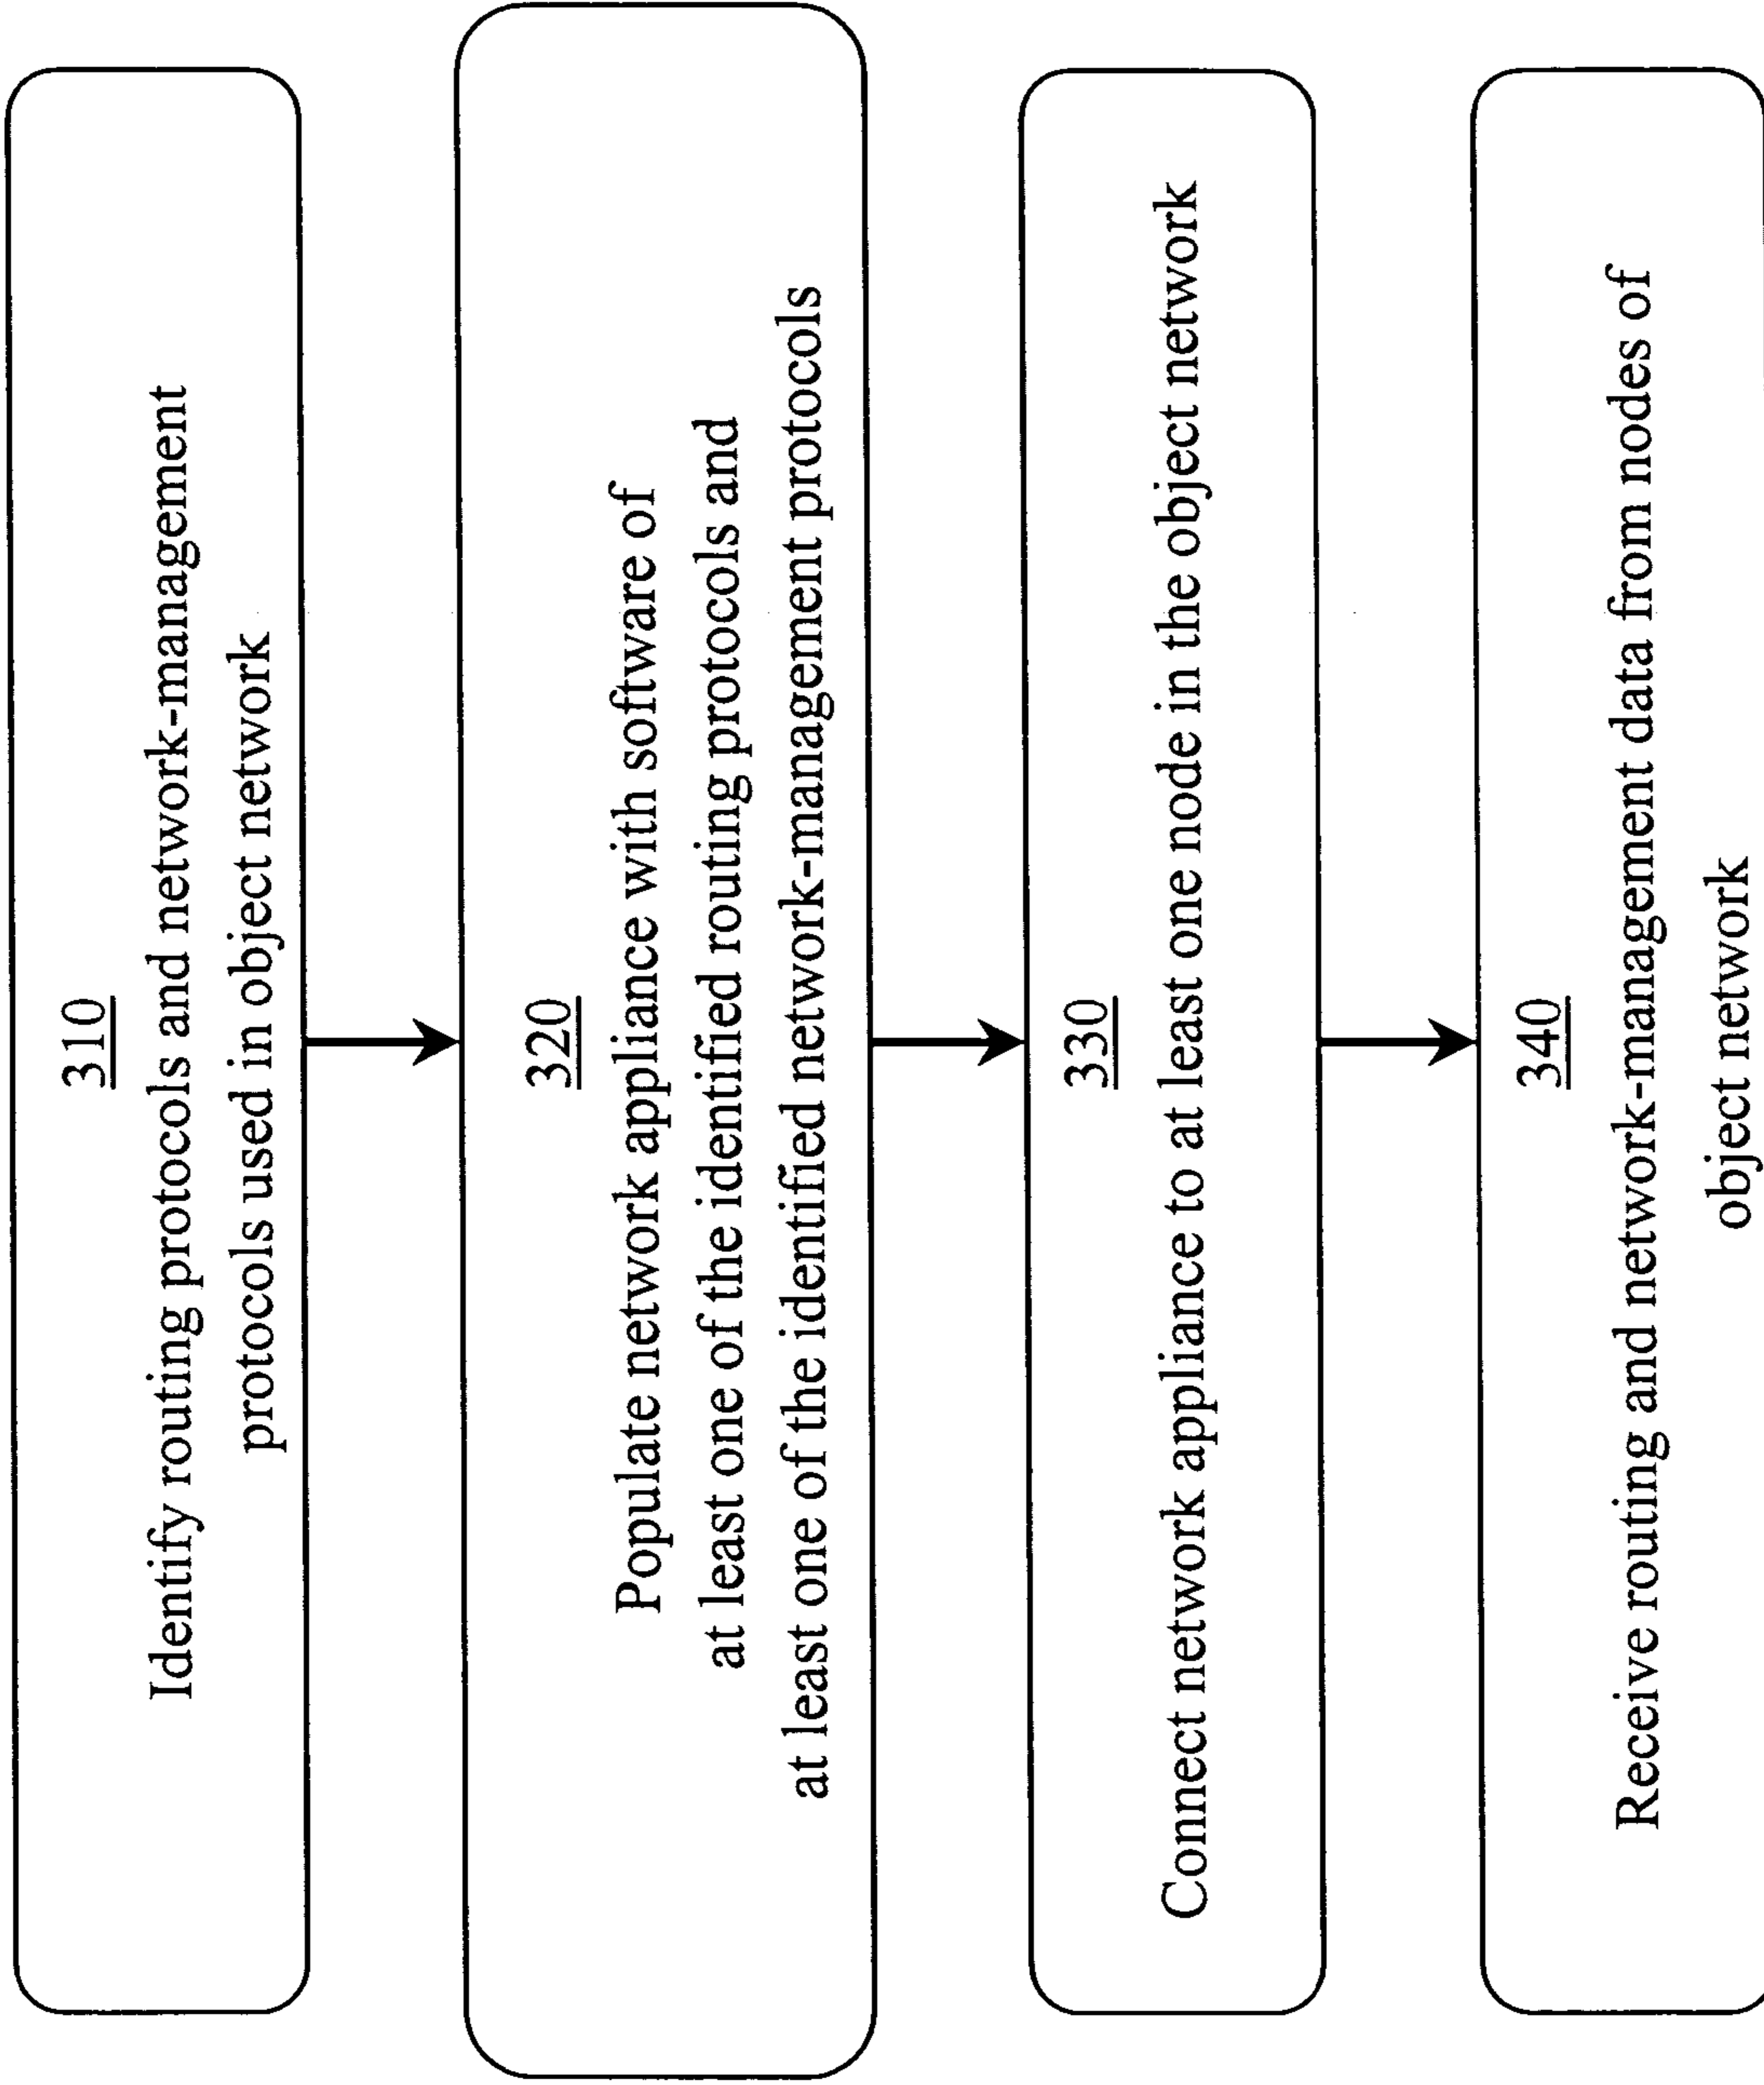 310
Identify routing protocols and network-management
protocols used in object network
320
Populate network appliance with software of
at least one of the identified routing protocols and
at least one of the identified network-management protocols
330
Connect network appliance to at least one node in the object network
340
Receive routing and network-management data from nodes of
object network